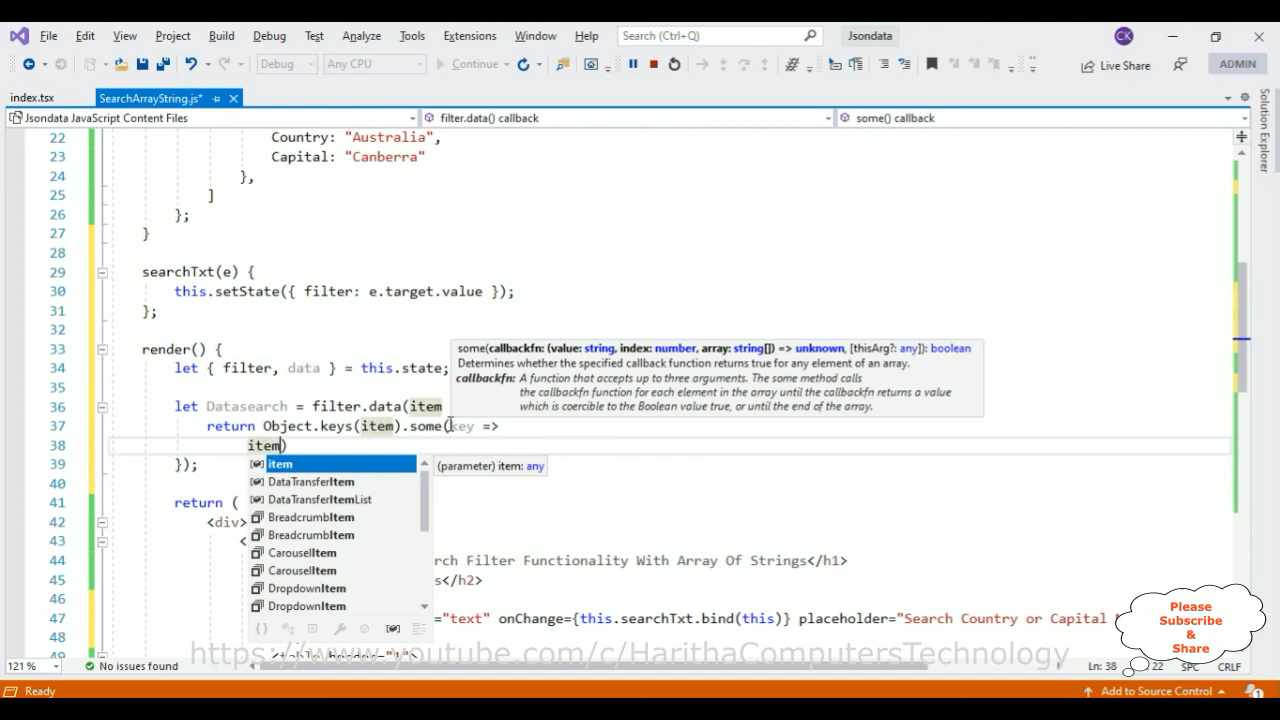 File Edit View Project Build Debug Test Analyze Tools Extensions Window Help Search (Ctrl+Q) Jsondata CK
Debug Any CPU Continue Live Share ADMIN
index.tsx SearchArrayString.js*
Jsondata JavaScript Content Files filter.data() callback some() callback
Solution Explorer
22 Country: "Australia",
23 Capital: "Canberra"
24 },
25 ]
26 };
27 }
28
29 searchTxt(e) {
30 this.setState({ filter: e.target.value });
31 };
32
33 render() {
34 let { filter, data } = this.state;
35
36 let Datasearch = filter.data(item
37 return Object.keys(item).some(key =>
38 item)
39 });
40
41 return (
42 <div>
43 <
44 rch Filter Functionality With Array Of Strings</h1>
45 s</h2>
46
47 ="text" onChange={this.searchTxt.bind(this)} placeholder="Search Country or Capital
48
49
some(callbackfn: (value: string, index: number, array: string[]) => unknown, [thisArg?: any]): boolean
Determines whether the specified callback function returns true for any element of an array.
callbackfn: A function that accepts up to three arguments. The some method calls
the callbackfn function for each element in the array until the callbackfn returns a value
which is coercible to the Boolean value true, or until the end of the array.
item
DataTransferItem
DataTransferItemList
BreadcrumbItem
BreadcrumbItem
CarouselItem
CarouselItem
DropdownItem
DropdownItem
(parameter) item: any
Please
Subscribe
&
Share
https://www.youtube.com/c/HarithaComputersTechnology
121 % No issues found Ln: 38 22 SPC CRLF
Ready Add to Source Control 1